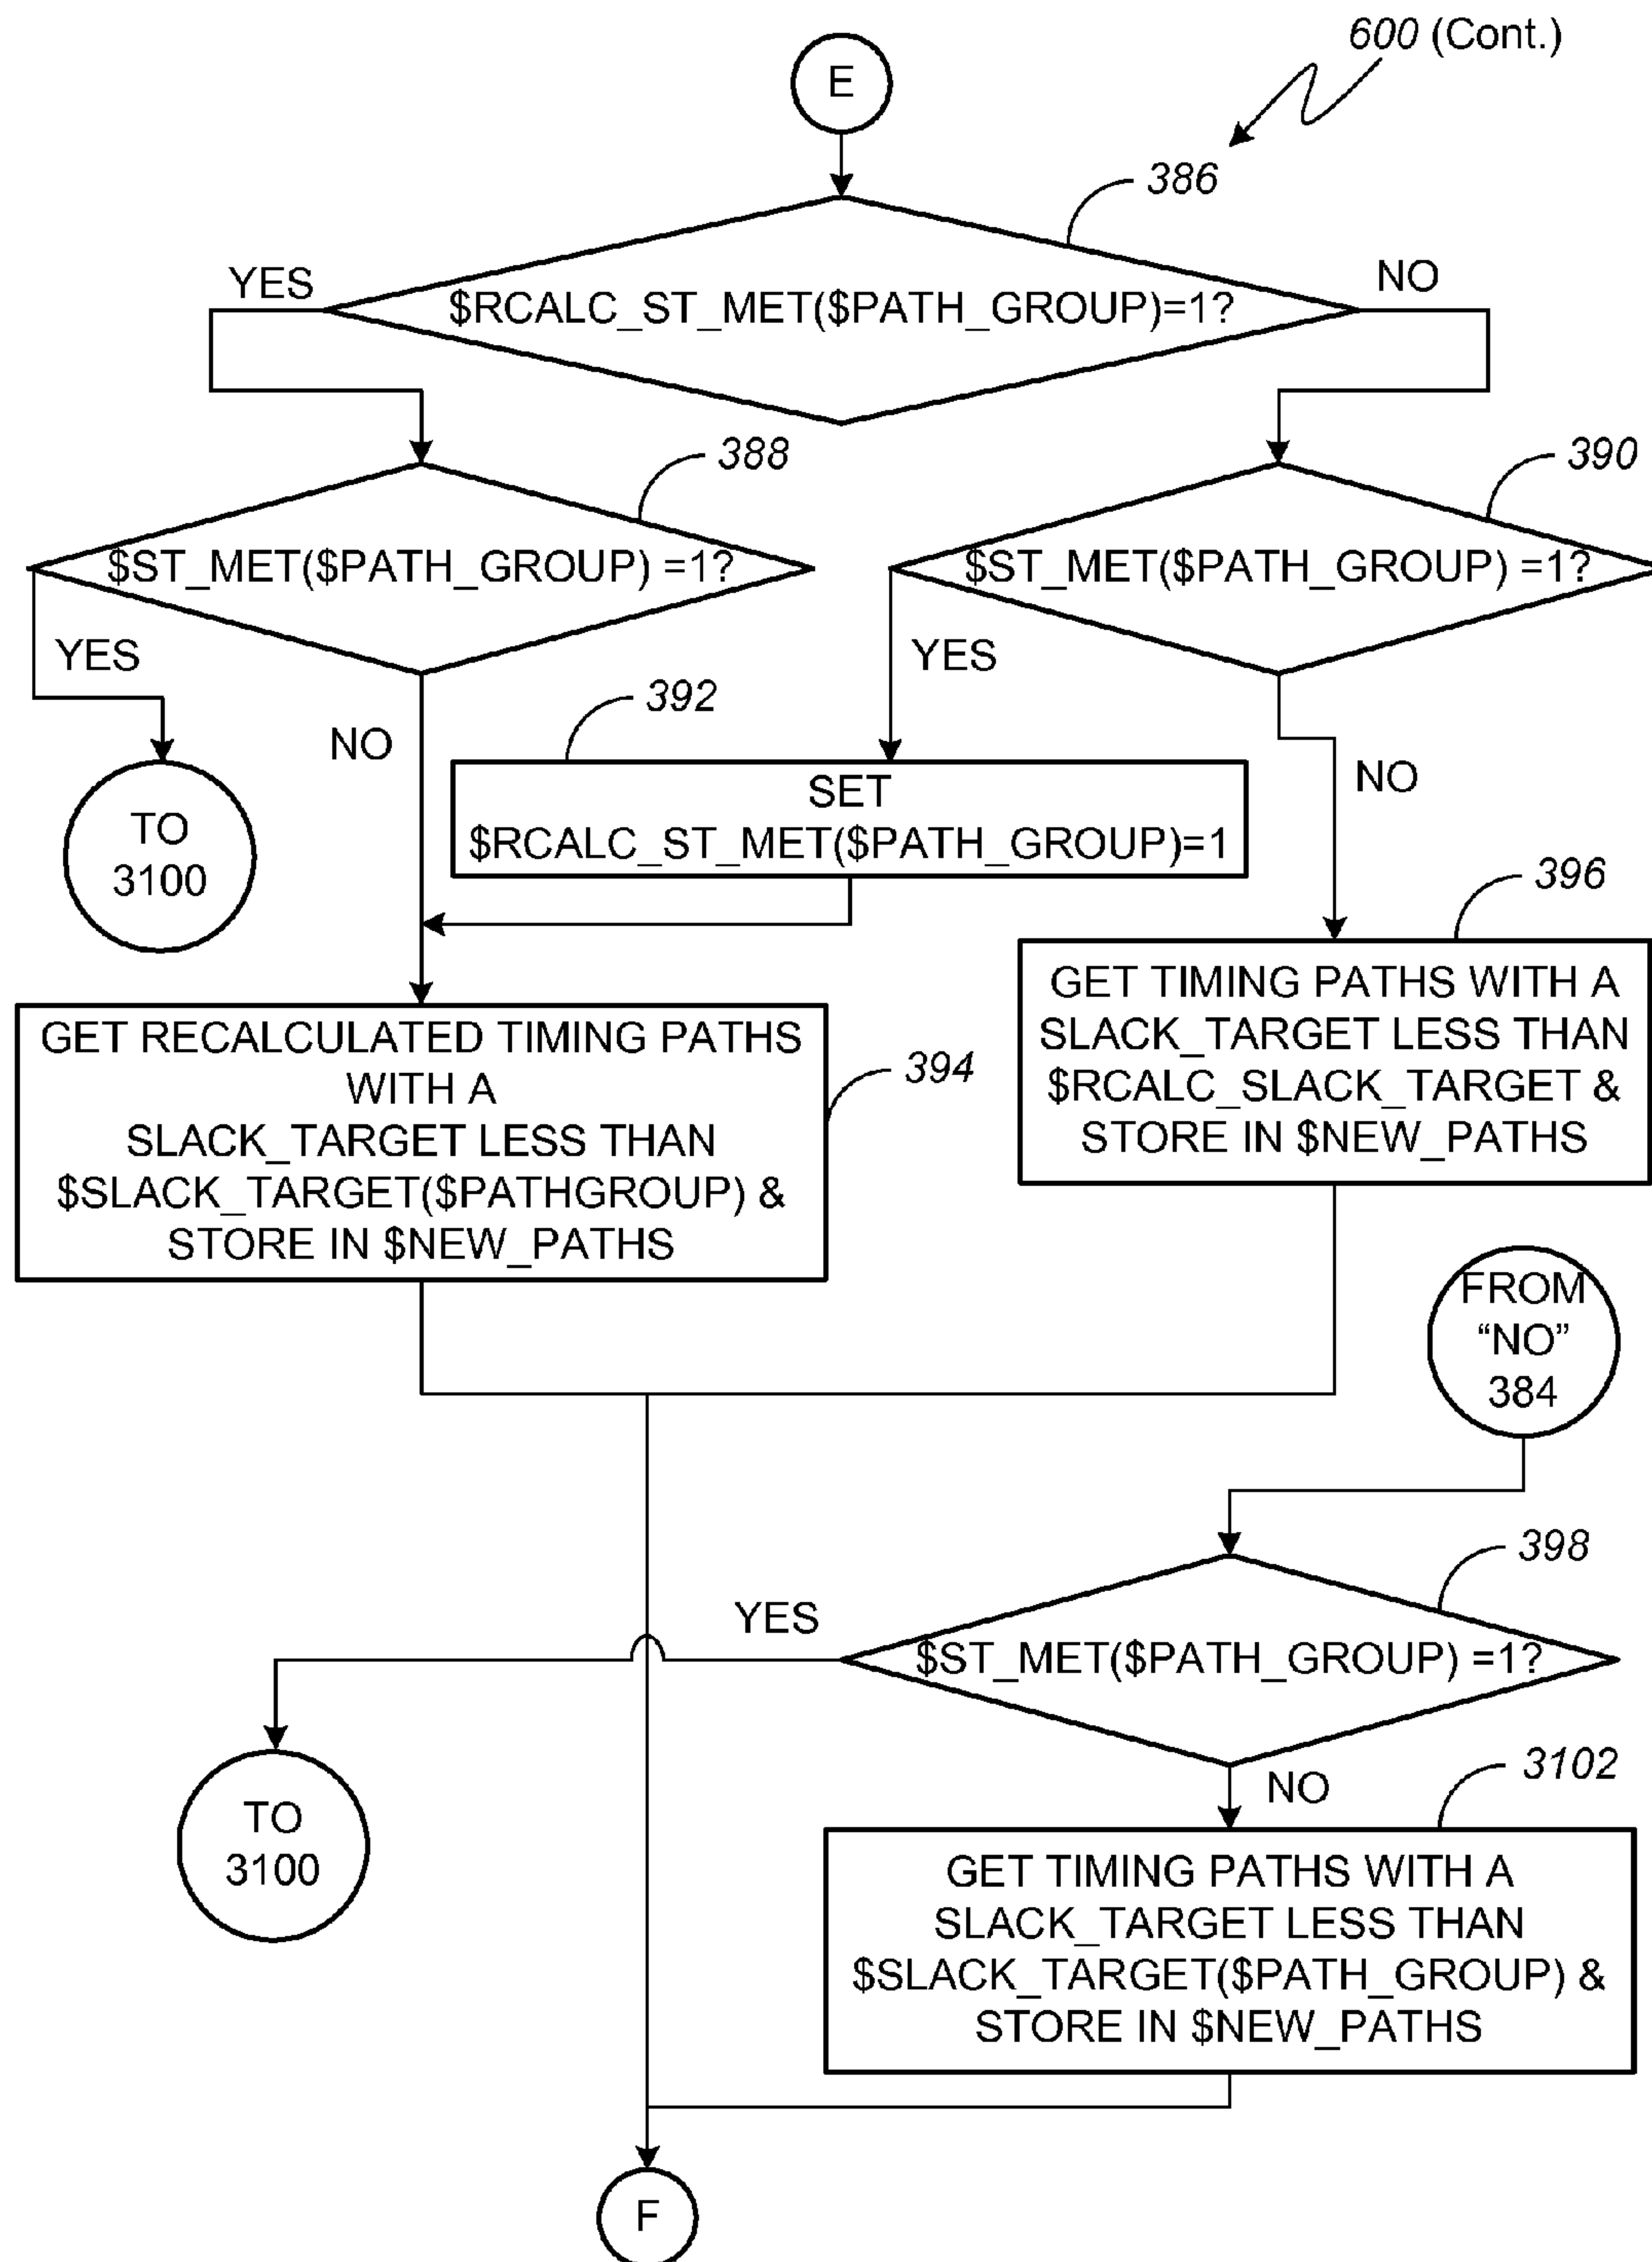 600 (Cont.)
E
386
YES
NO
$RCALC_ST_MET($PATH_GROUP)=1?
388
390
$ST_MET($PATH_GROUP) =1?
$ST_MET($PATH_GROUP) =1?
YES
YES
392
NO
NO
SET
$RCALC_ST_MET($PATH_GROUP)=1
TO
3100
396
GET TIMING PATHS WITH A
SLACK_TARGET LESS THAN
$RCALC_SLACK_TARGET &
STORE IN $NEW_PATHS
GET RECALCULATED TIMING PATHS
WITH A
SLACK_TARGET LESS THAN
$SLACK_TARGET($PATHGROUP) &
STORE IN $NEW_PATHS
394
FROM
“NO”
384
398
YES
$ST_MET($PATH_GROUP) =1?
3102
NO
TO
3100
GET TIMING PATHS WITH A
SLACK_TARGET LESS THAN
$SLACK_TARGET($PATH_GROUP) &
STORE IN $NEW_PATHS
F